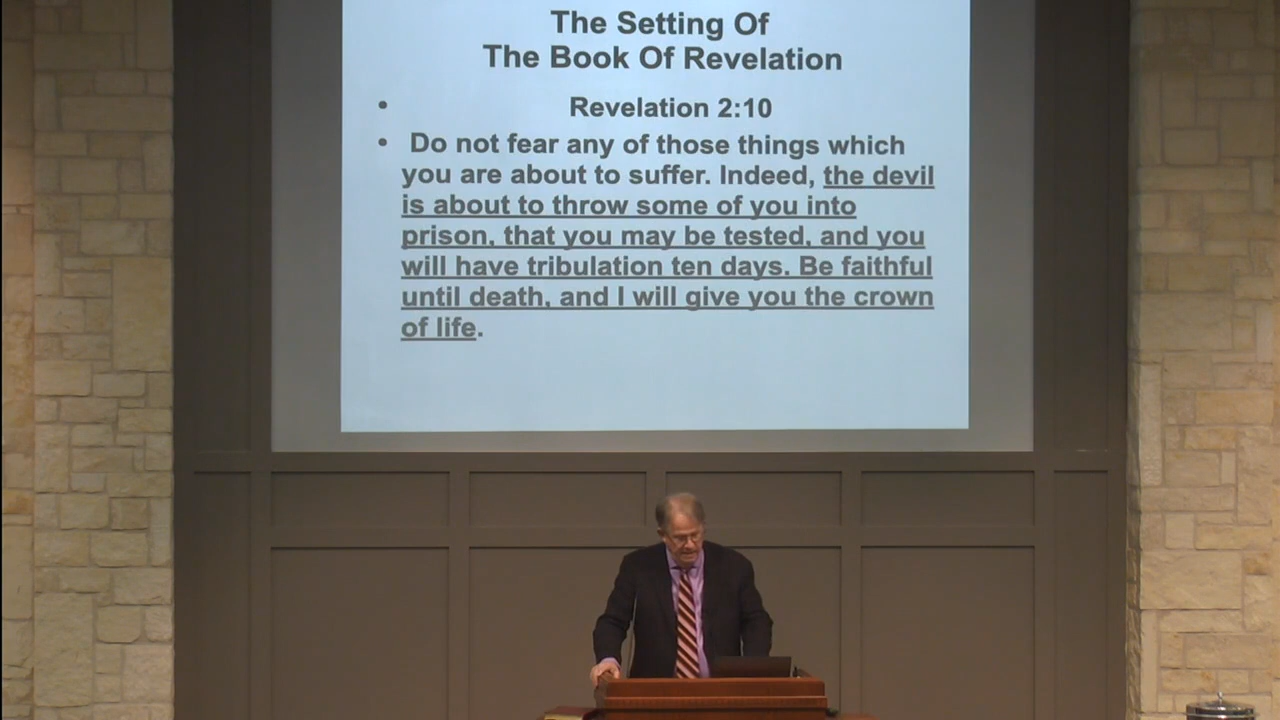 The Setting Of
The Book Of Revelation
• Revelation 2:10
• Do not fear any of those things which
you are about to suffer. Indeed, the devil
is about to throw some of you into
prison, that you may be tested, and you
will have tribulation ten days. Be faithful
until death, and I will give you the crown
of life.